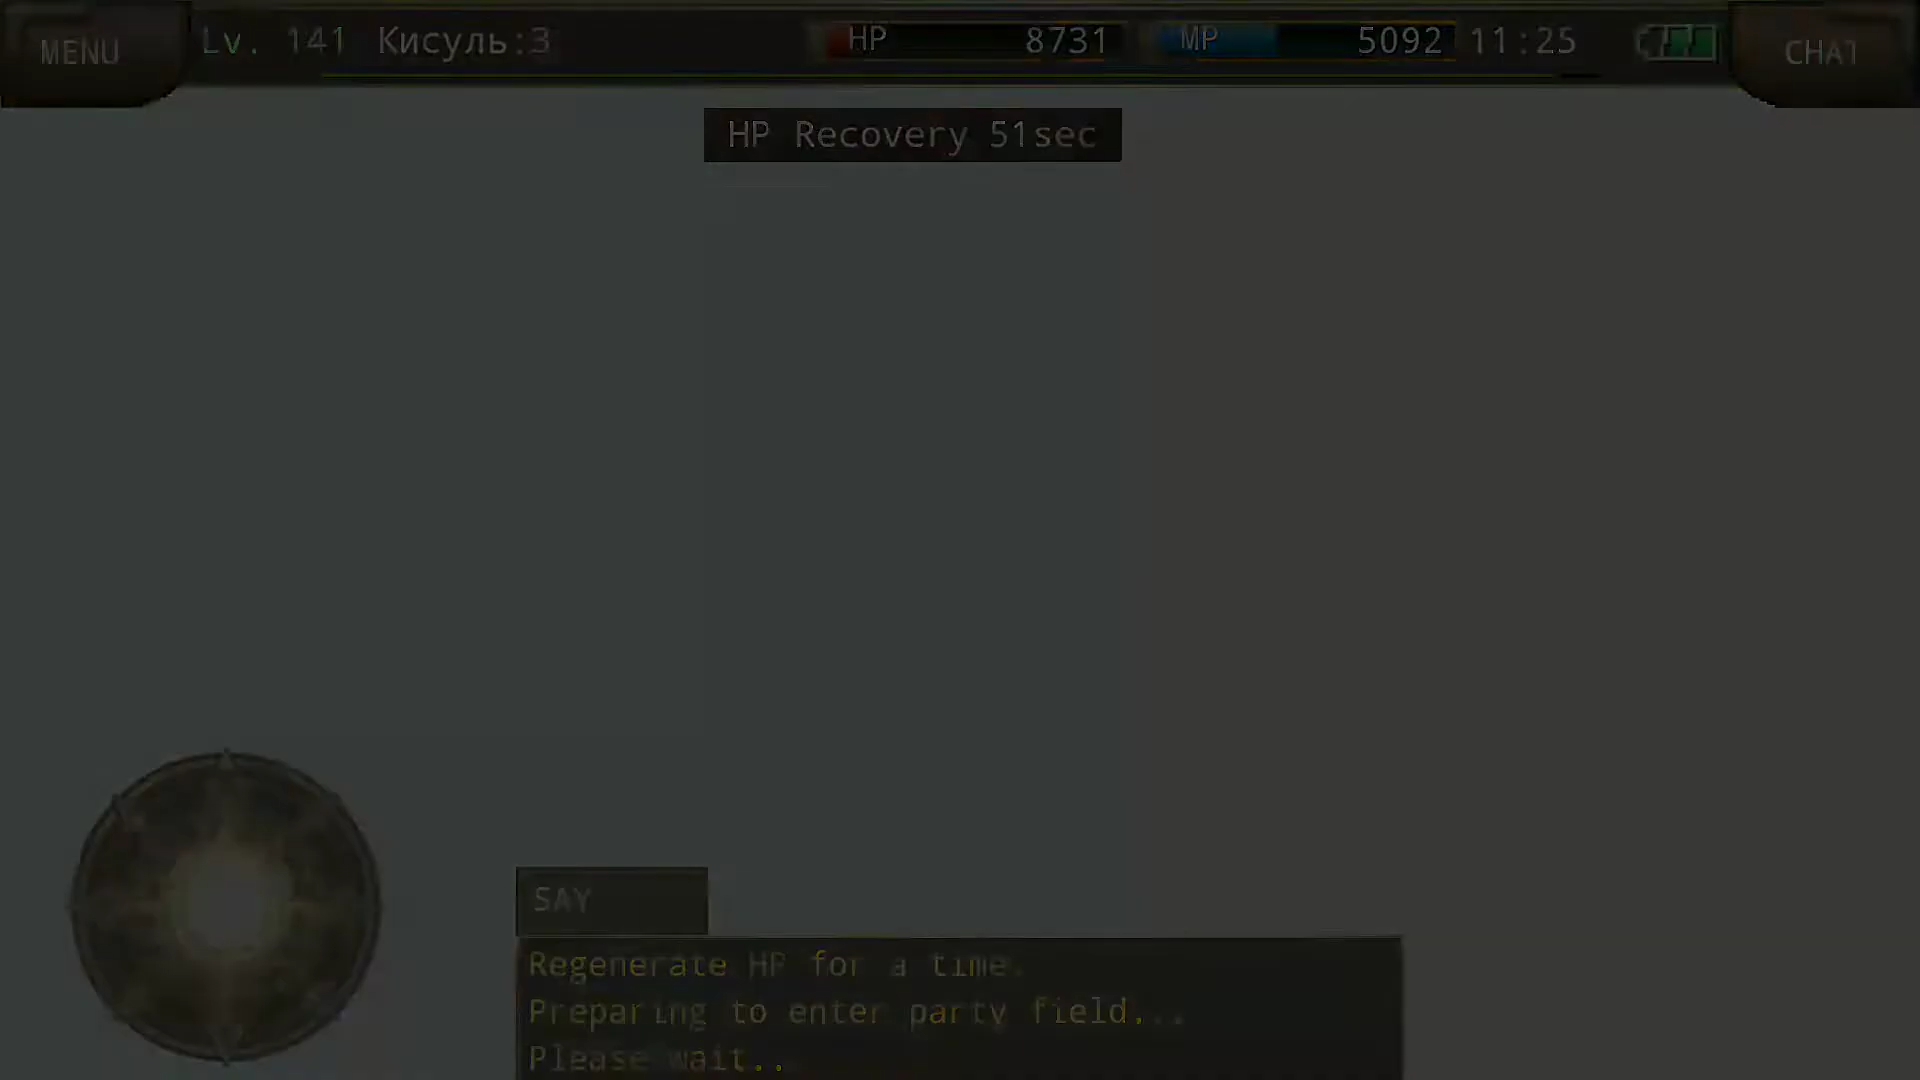 MENU
Lv. 141 Кисуль:3
HP 8731
MP 5092
11:25
CHAT
HP Recovery 51sec
SAY
Regenerate HP for a time.
Preparing to enter party field...
Please wait..